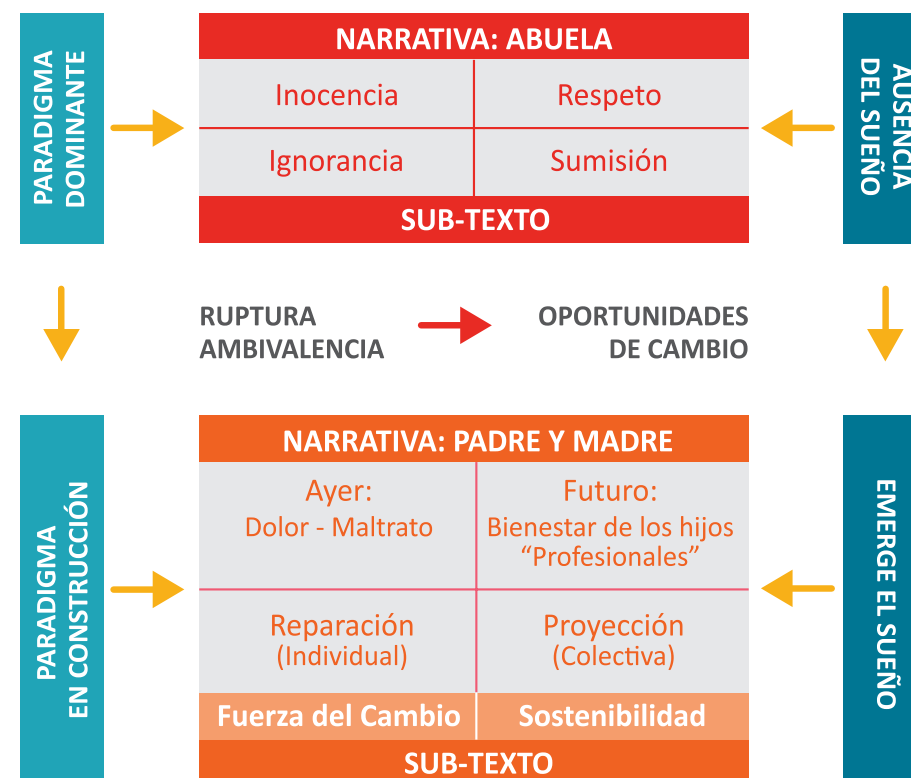 PARADIGMA
DOMINANTE
NARRATIVA: ABUELA
Inocencia
Respeto
Ignorancia
Sumisión
SUB-TEXTO
AUSENCIA
DEL SUEÑO
RUPTURA
AMBIVALENCIA
OPORTUNIDADES
DE CAMBIO
PARADIGMA
EN CONSTRUCCIÓN
NARRATIVA: PADRE Y MADRE
Ayer:
Dolor - Maltrato
Futuro:
Bienestar de los hijos
“Profesionales”
Reparación
(Individual)
Proyección
(Colectiva)
Fuerza del Cambio
Sostenibilidad
SUB-TEXTO
EMERGE EL SUEÑO